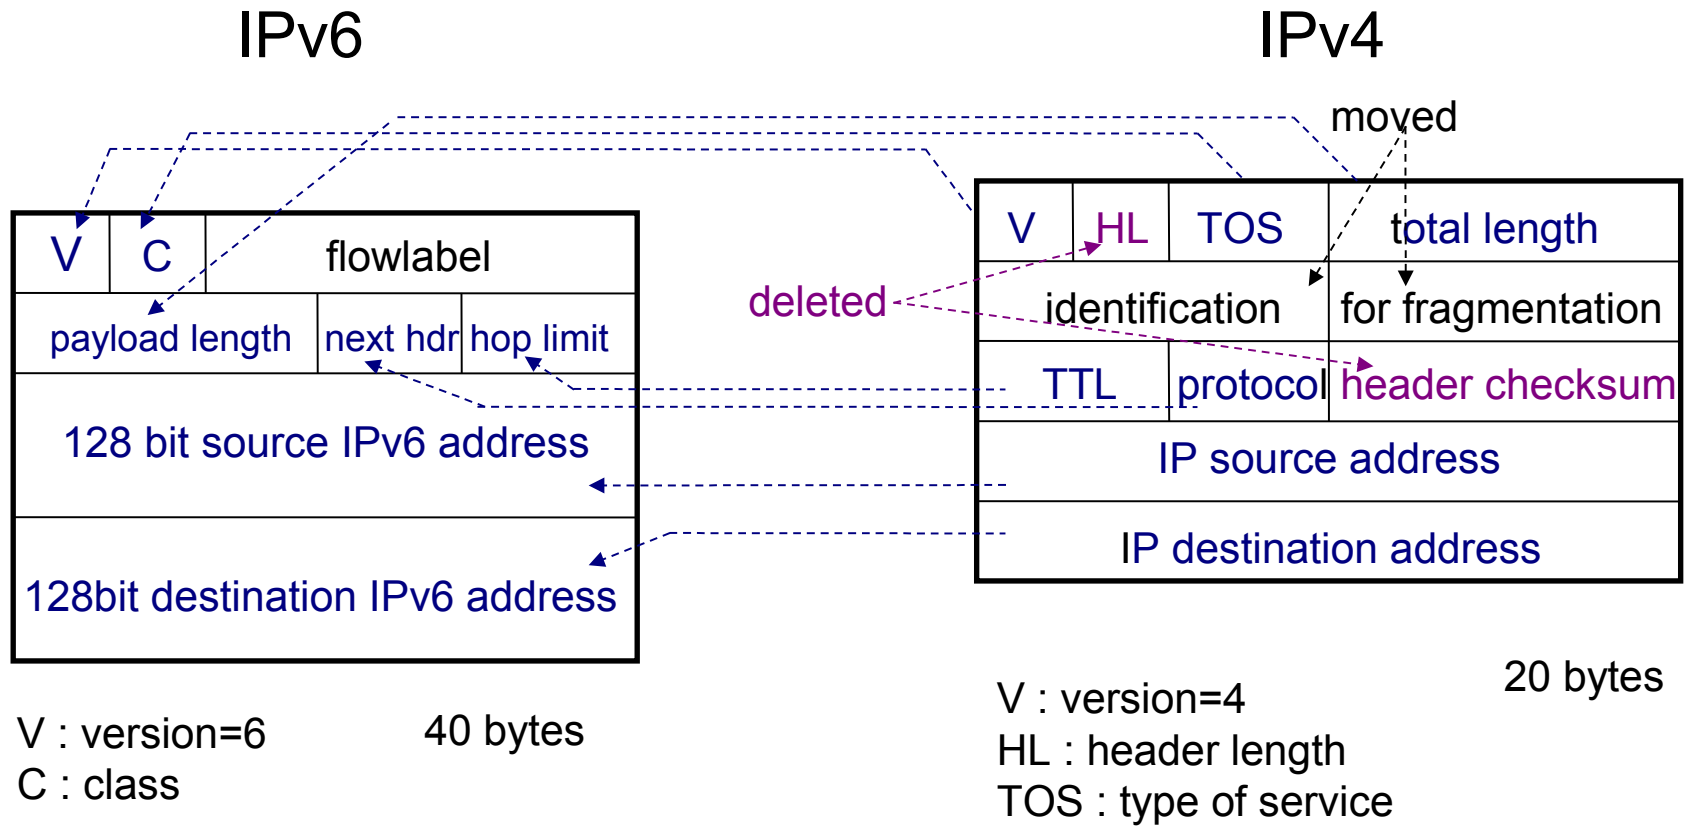 IPv6
IPv4
moved
V C flowlabel
payload length next hdr hop limit
128 bit source IPv6 address
128bit destination IPv6 address
V : version=6
C : class
40 bytes
deleted
V HL TOS total length
identification for fragmentation
TTL protocol header checksum
IP source address
IP destination address
20 bytes
V : version=4
HL : header length
TOS : type of service